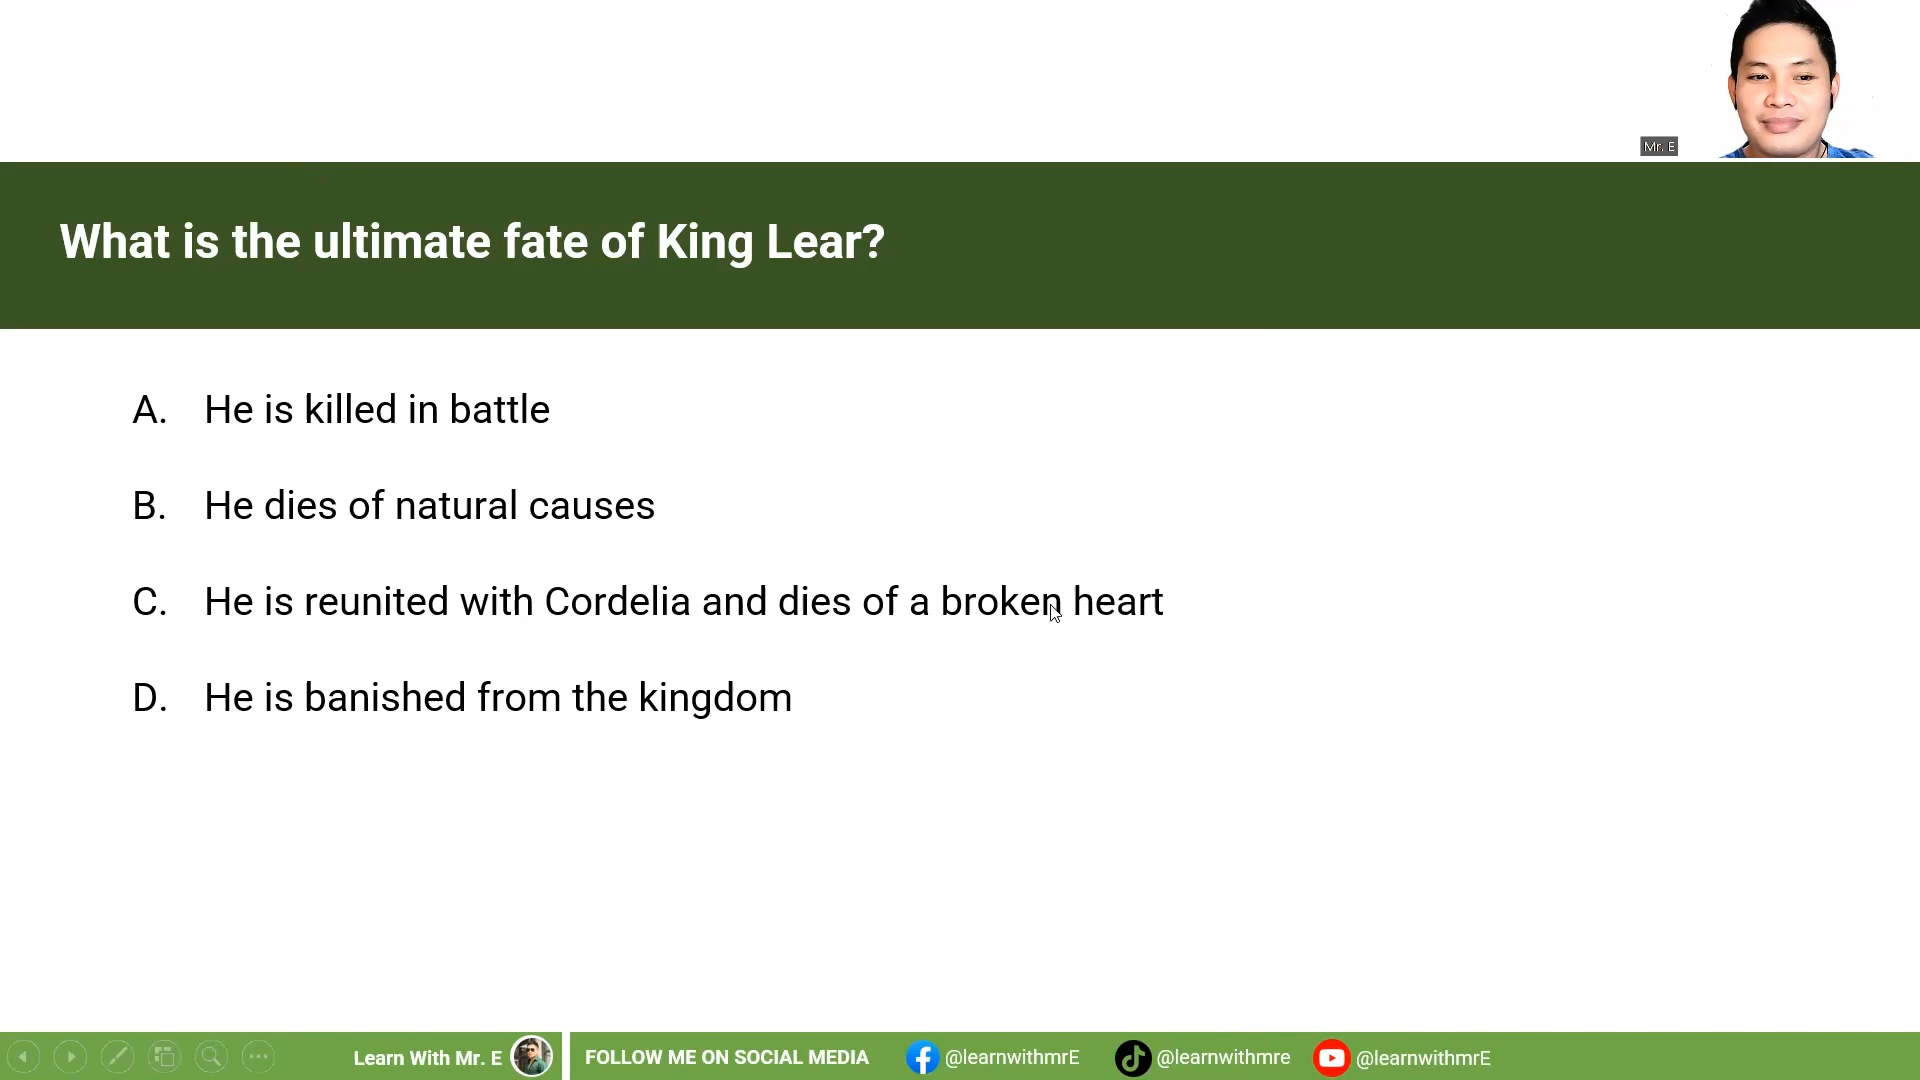 Mr. E
What is the ultimate fate of King Lear?
A. He is killed in battle
B. He dies of natural causes
C. He is reunited with Cordelia and dies of a broken heart
D. He is banished from the kingdom
Learn With Mr. E
FOLLOW ME ON SOCIAL MEDIA
@learnwithmrE
@learnwithmre
@learnwithmrE